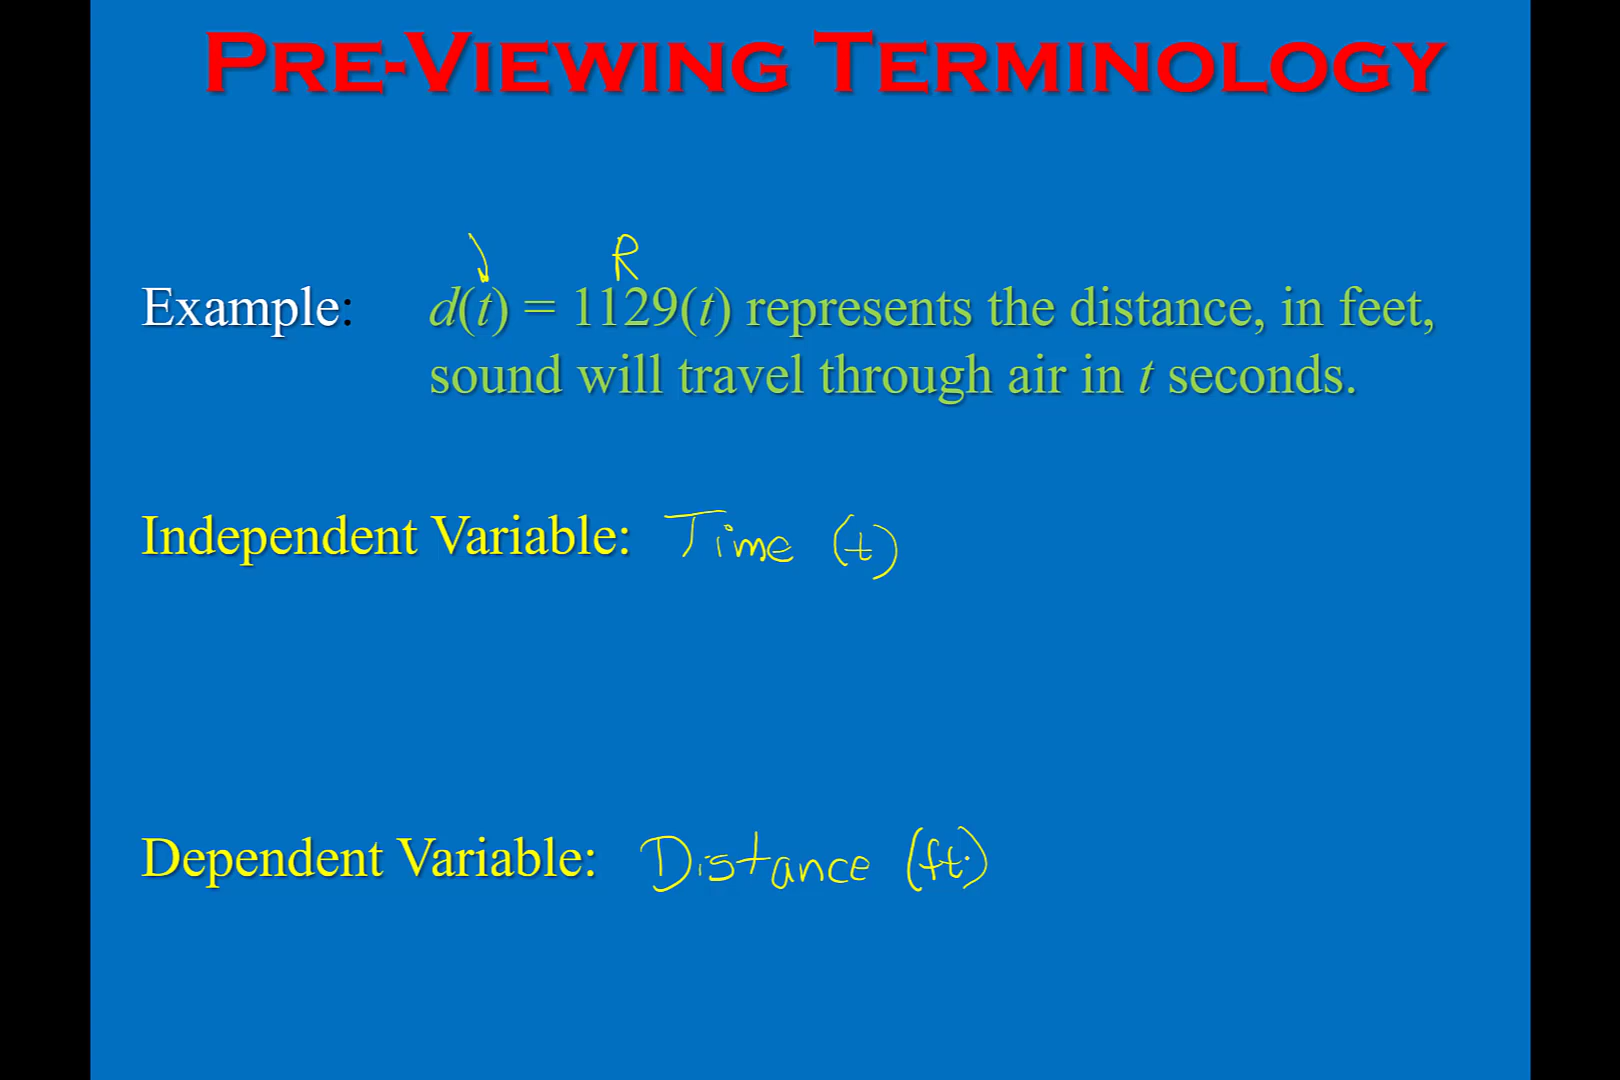 PRE-VIEWING TERMINOLOGY
R
Example: d(t) = 1129(t) represents the distance, in feet,
sound will travel through air in t seconds.
Independent Variable: Time (t)
Dependent Variable: Distance (ft.)